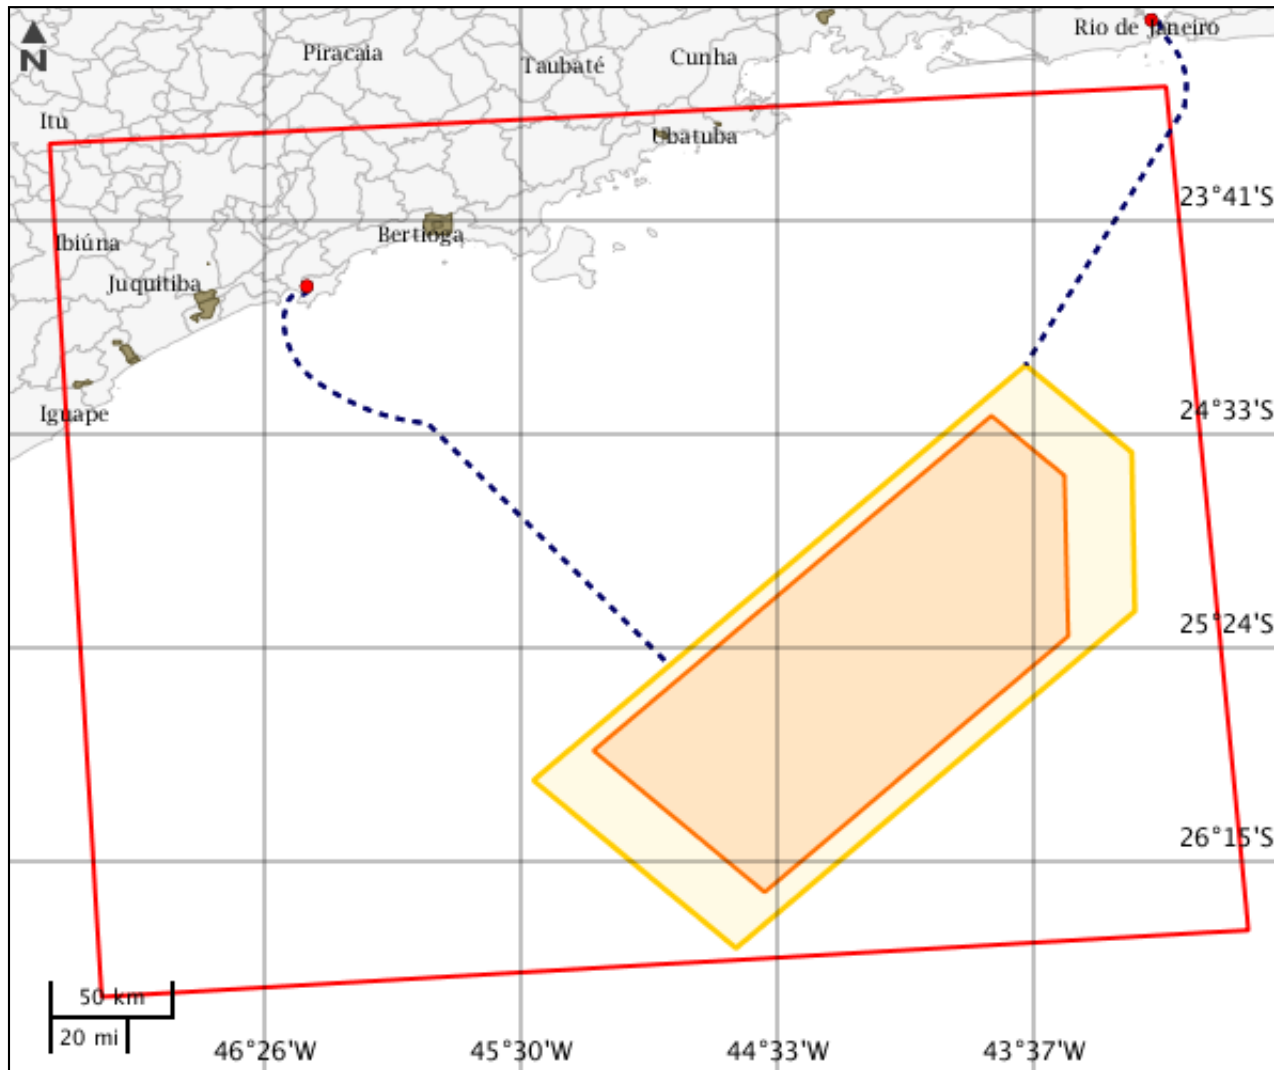 Rio de Janeiro
Piracaia
Cunha
Taubaté
N
Itú
Ubatuba
23°41'S
Bertioga
Ibiúna
Juquitiba
24°33'S
Iguape
25°24'S
26°15'S
50 km
20 mi
46°26'W
45°30'W
44°33'W
43°37'W